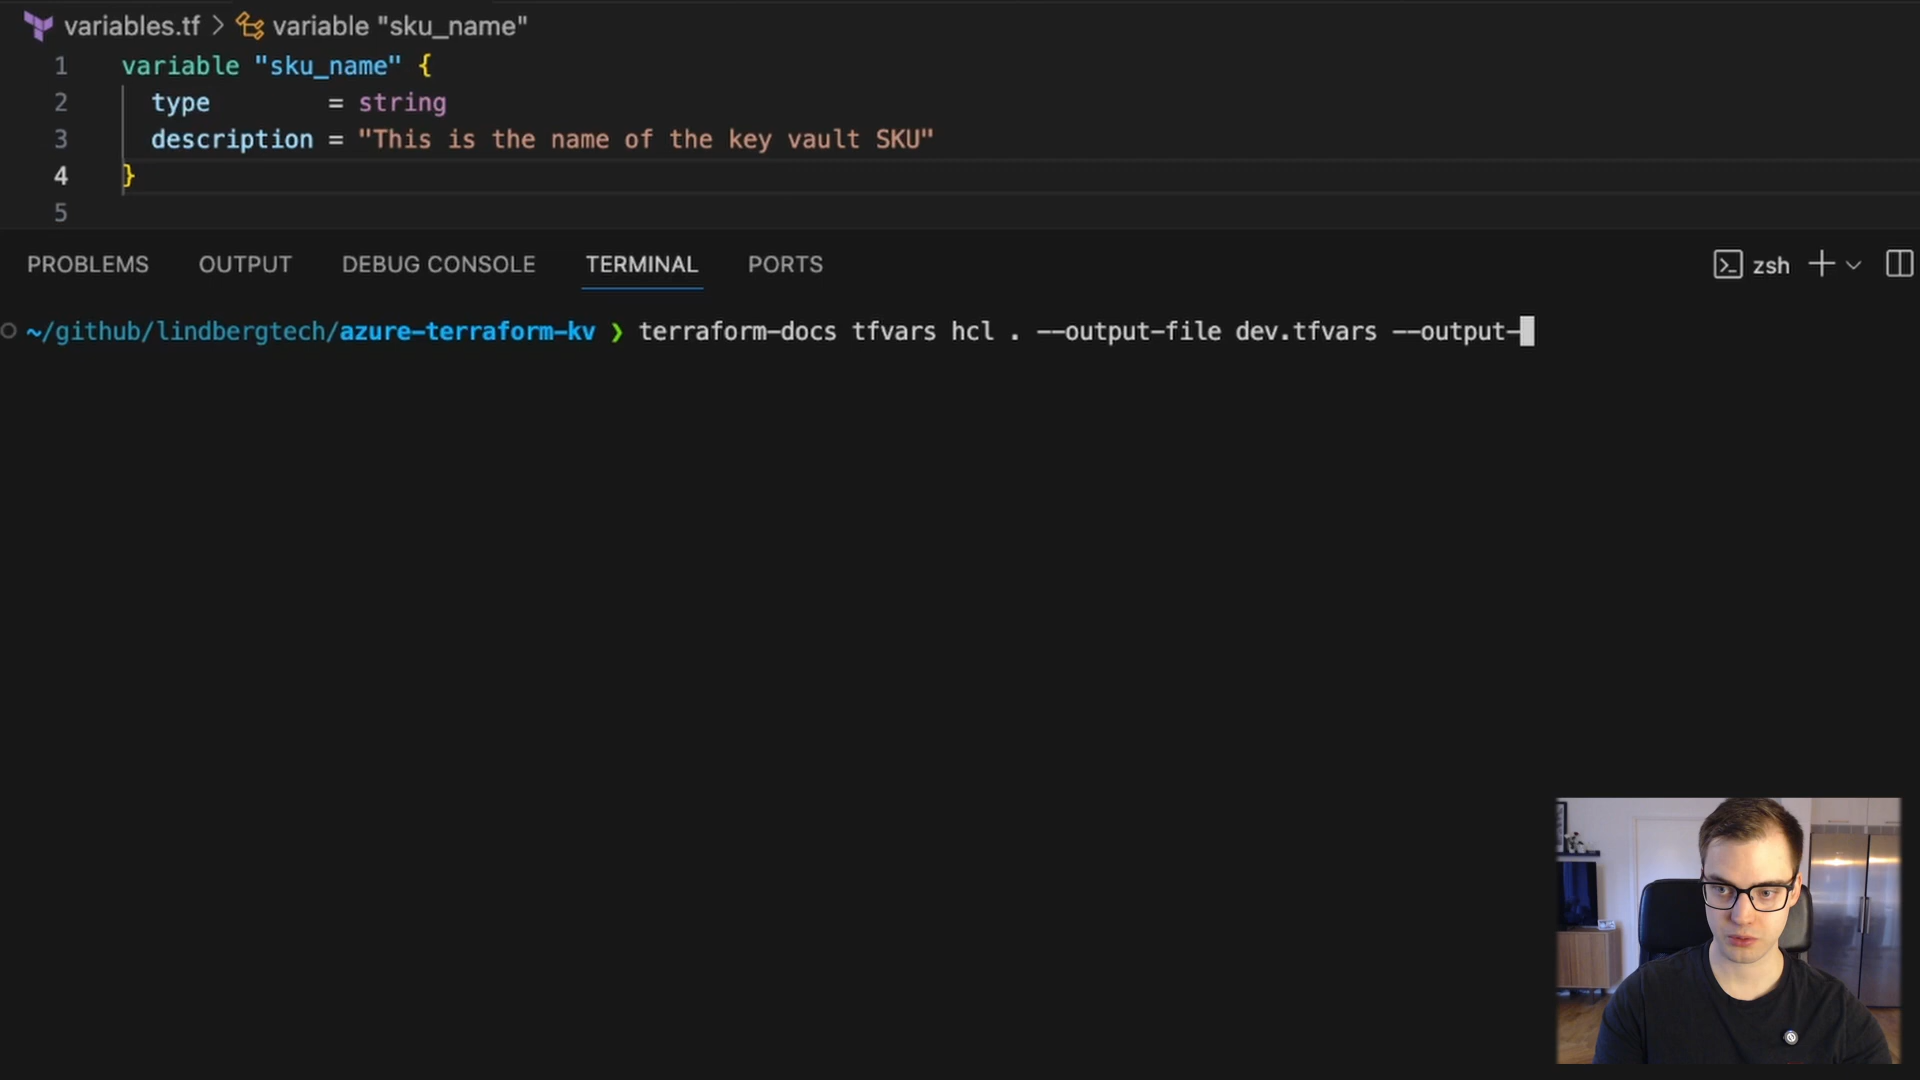 variables.tf > variable "sku_name"
1 variable "sku_name" {
2 type = string
3 description = "This is the name of the key vault SKU"
4 }
5
PROBLEMS OUTPUT DEBUG CONSOLE TERMINAL PORTS zsh
~/github/lindbergtech/azure-terraform-kv ❯ terraform-docs tfvars hcl . --output-file dev.tfvars --output-